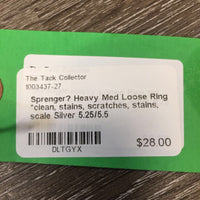 The Tack Collector
1003437-27
Sprenger? Heavy Med Loose Ring
*clean, stains, scratches, stains,
scale Silver 5.25/5.5
$28.00
DLTGYX